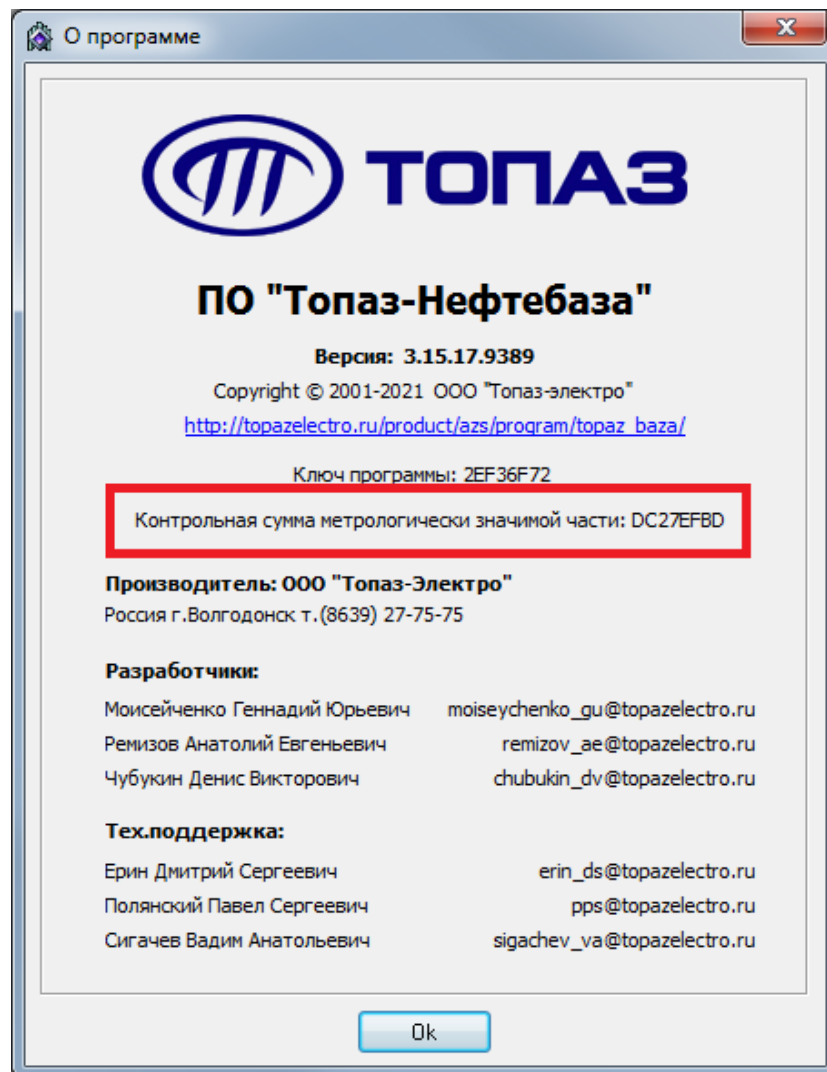 О программе
ТОПАЗ
ПО "Топаз-Нефтебаза"
Версия: 3.15.17.9389
Copyright © 2001-2021 ООО "Топаз-электро"
http://topazelectro.ru/product/azs/program/topaz_baza/
Ключ программы: 2EF36F72
Контрольная сумма метрологически значимой части: DC27EFBD
Производитель: ООО "Топаз-Электро"
Россия г.Волгодонск т.(8639) 27-75-75
Разработчики:
Моисейченко Геннадий Юрьевич moiseychenko_gu@topazelectro.ru
Ремизов Анатолий Евгеньевич remizov_ae@topazelectro.ru
Чубукин Денис Викторович chubukin_dv@topazelectro.ru
Тех.поддержка:
Ерин Дмитрий Сергеевич erin_ds@topazelectro.ru
Полянский Павел Сергеевич pps@topazelectro.ru
Сигачев Вадим Анатольевич sigachev_va@topazelectro.ru
Ok